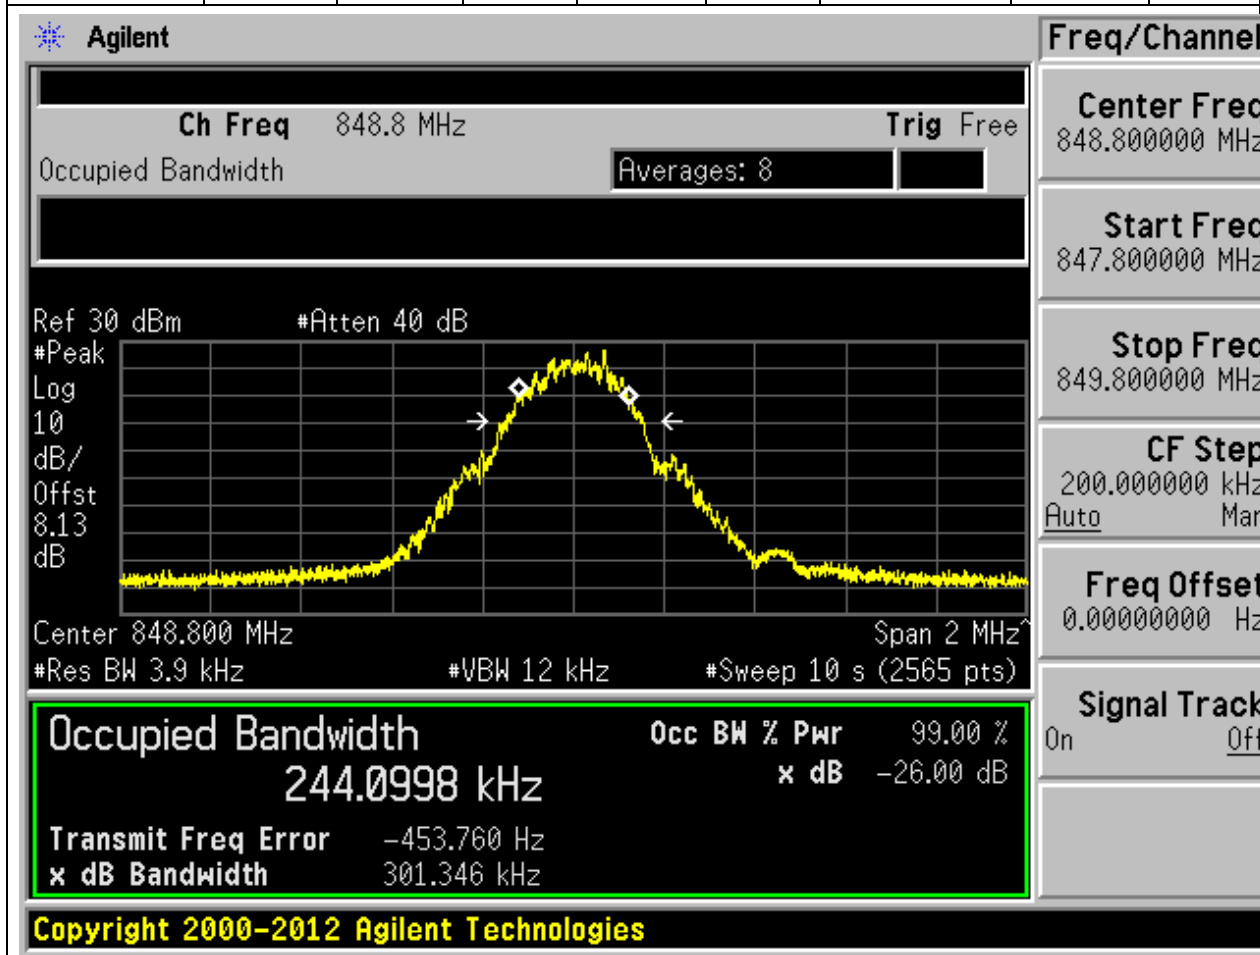 Agilent
Freq/Channel
Ch Freq 848.8 MHz Trig Free
Occupied Bandwidth Averages: 8
Center Freq
848.800000 MHz
Start Freq
847.800000 MHz
Stop Freq
849.800000 MHz
CF Step
200.000000 kHz
Auto Man
Freq Offset
0.00000000 Hz
Signal Track
On Off
Ref 30 dBm #Atten 40 dB
#Peak
Log
10
dB/
Offst
8.13
dB
Center 848.800 MHz Span 2 MHz^
#Res BW 3.9 kHz #VBW 12 kHz #Sweep 10 s (2565 pts)
Occupied Bandwidth
244.0998 kHz
Occ BW % Pwr 99.00 %
x dB -26.00 dB
Transmit Freq Error -453.760 Hz
x dB Bandwidth 301.346 kHz
Copyright 2000-2012 Agilent Technologies